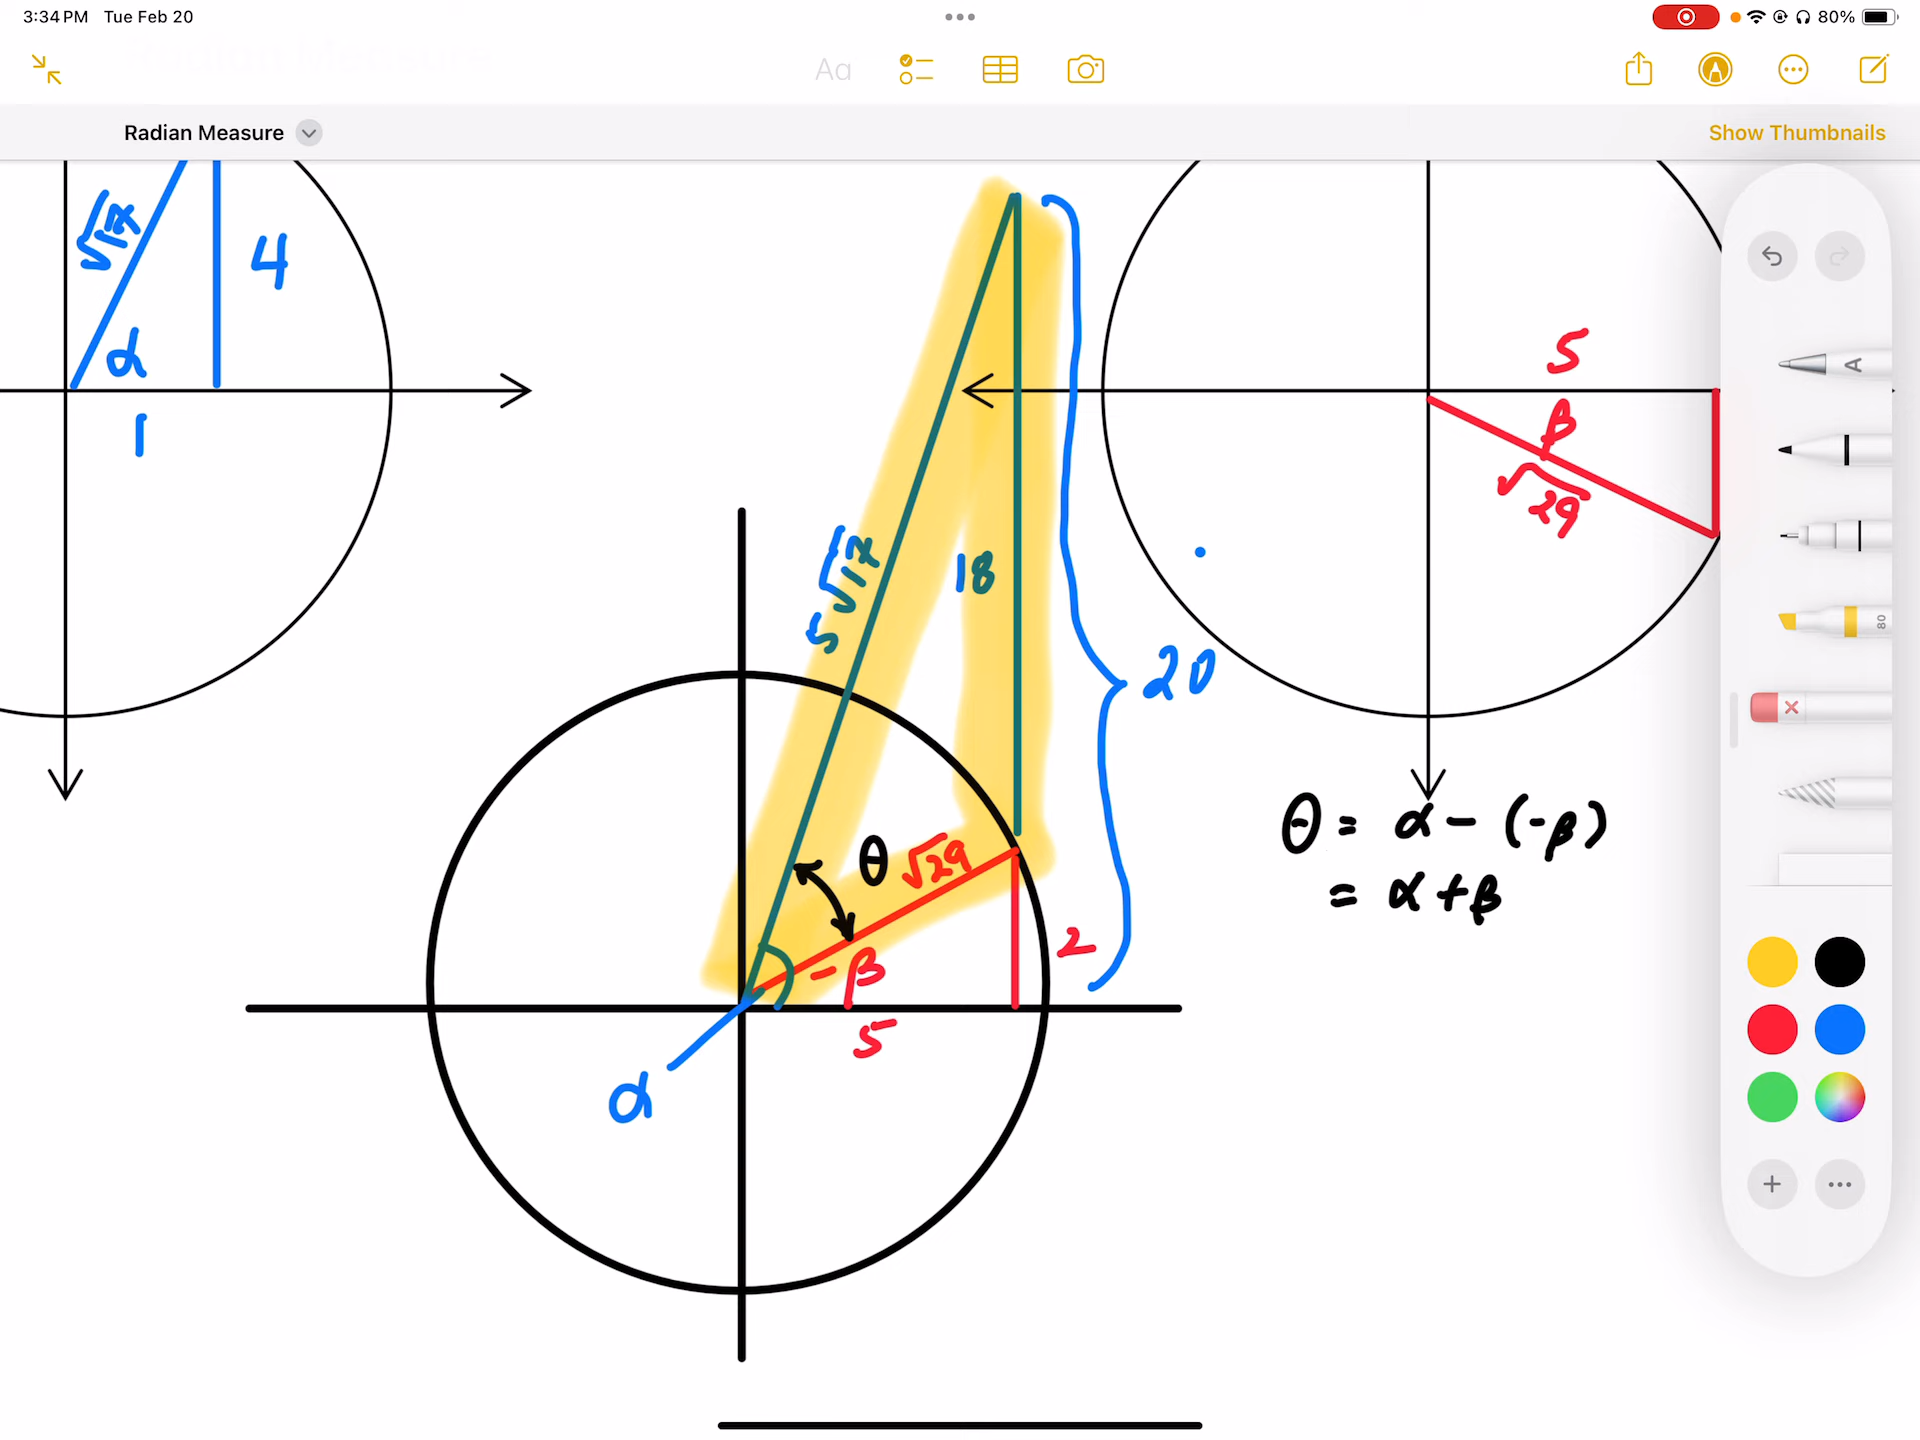 3:34 PM Tue Feb 20
80%
Aa
Radian Measure
Show Thumbnails
√17
4
α
1
5
β
√29
A
80
5√17
18
20
θ
√29
-β
2
5
α
θ = α - (-β)
= α + β